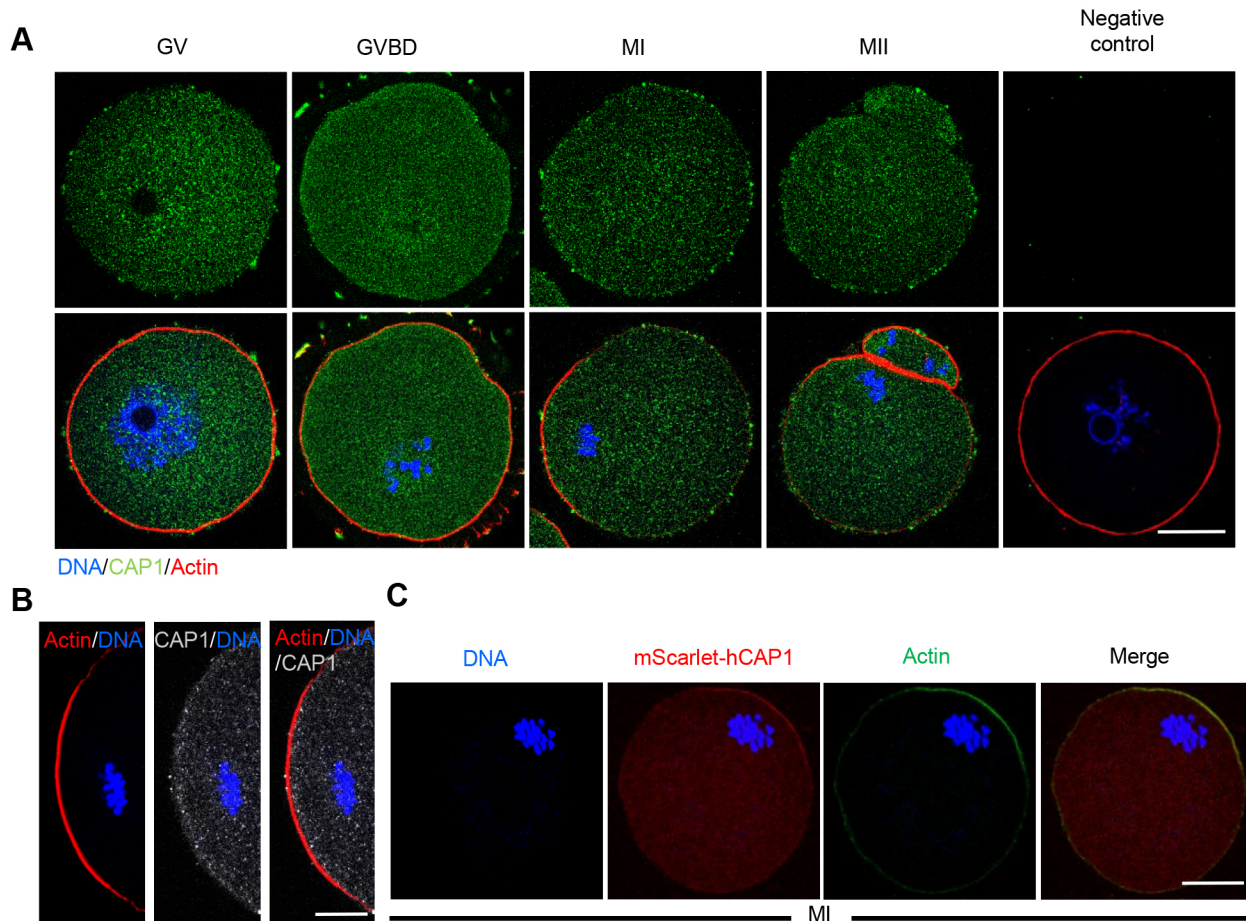 A
GV
GVBD
MI
MII
Negative
control
DNA/CAP1/Actin
B
Actin/DNA
CAP1/DNA
Actin/DNA
/CAP1
C
DNA
mScarlet-hCAP1
Actin
Merge
MI